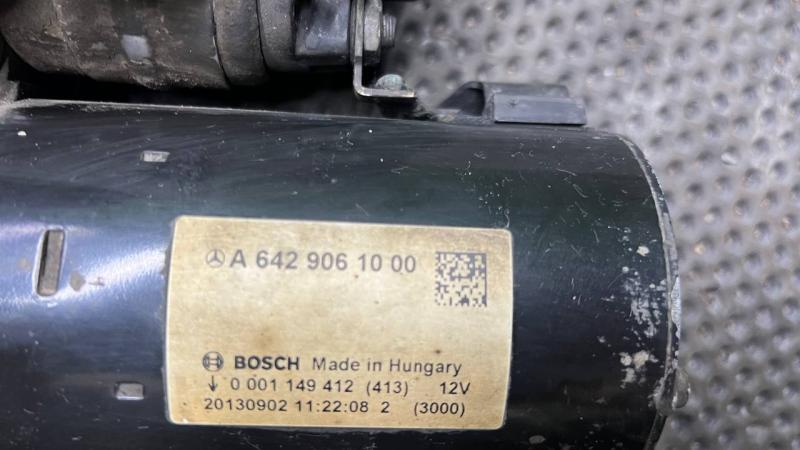 A 642 906 10 00
BOSCH Made in Hungary
0 001 149 412 (413) 12V
20130902 11:22:08 2 (3000)